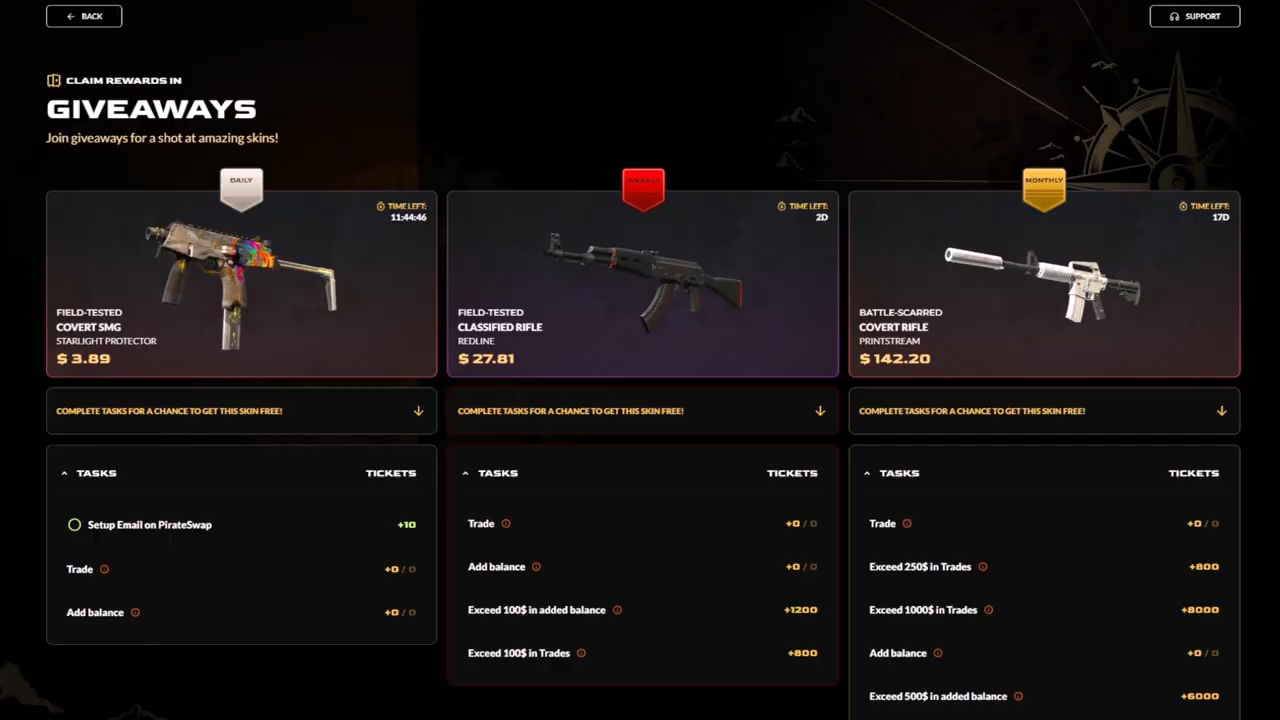 BACK
SUPPORT
CLAIM REWARDS IN
GIVEAWAYS
Join giveaways for a shot at amazing skins!
DAILY
TIME LEFT:
11:44:46
FIELD-TESTED
COVERT SMG
STARLIGHT PROTECTOR
$ 3.89
WEEKLY
TIME LEFT:
2D
FIELD-TESTED
CLASSIFIED RIFLE
REDLINE
$ 27.81
MONTHLY
TIME LEFT:
17D
BATTLE-SCARRED
COVERT RIFLE
PRINTSTREAM
$ 142.20
COMPLETE TASKS FOR A CHANCE TO GET THIS SKIN FREE!
COMPLETE TASKS FOR A CHANCE TO GET THIS SKIN FREE!
COMPLETE TASKS FOR A CHANCE TO GET THIS SKIN FREE!
TASKS TICKETS
Setup Email on PirateSwap +10
Trade +0 / 0
Add balance +0 / 0
TASKS TICKETS
Trade +0 / 0
Add balance +0 / 0
Exceed 100$ in added balance +1200
Exceed 100$ in Trades +800
TASKS TICKETS
Trade +0 / 0
Exceed 250$ in Trades +800
Exceed 1000$ in Trades +8000
Add balance +0 / 0
Exceed 500$ in added balance +6000